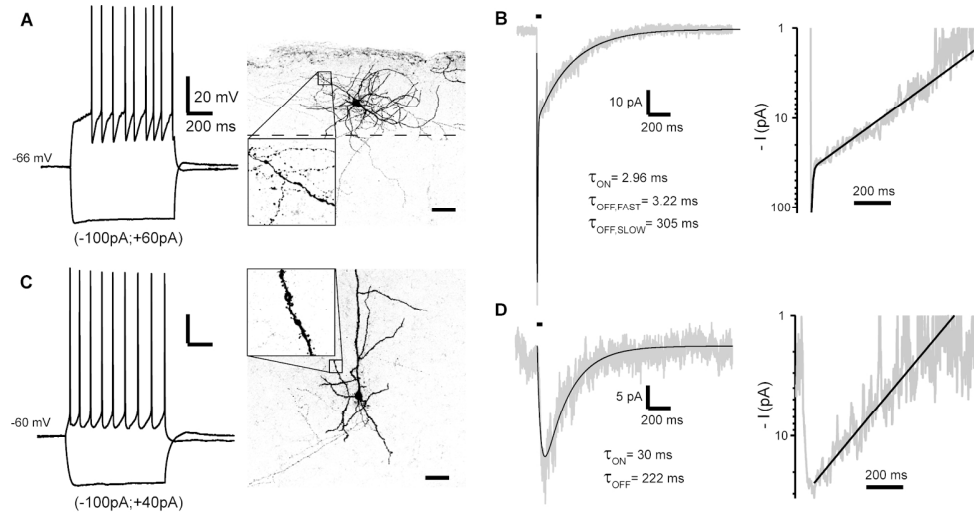 A
20 mV
200 ms
-66 mV
(-100pA;+60pA)
B
10 pA
200 ms
τON= 2.96 ms
τOFF,FAST= 3.22 ms
τOFF,SLOW= 305 ms
1
10
100
- I (pA)
200 ms
C
-60 mV
(-100pA;+40pA)
D
5 pA
200 ms
τON= 30 ms
τOFF= 222 ms
1
10
- I (pA)
200 ms